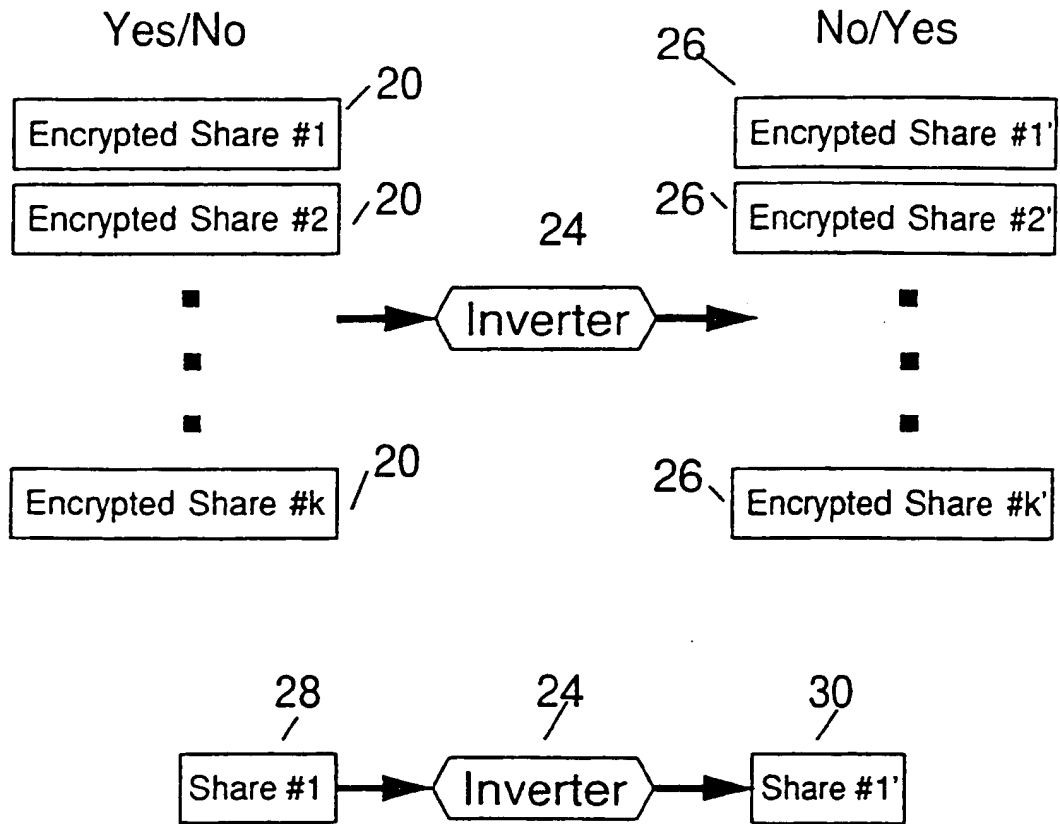 Yes/No
No/Yes
20
26
Encrypted Share #1
Encrypted Share #1'
Encrypted Share #2
20
26
Encrypted Share #2'
24
Inverter
20
26
Encrypted Share #k
Encrypted Share #k'
28
24
30
Share #1
Inverter
Share #1'